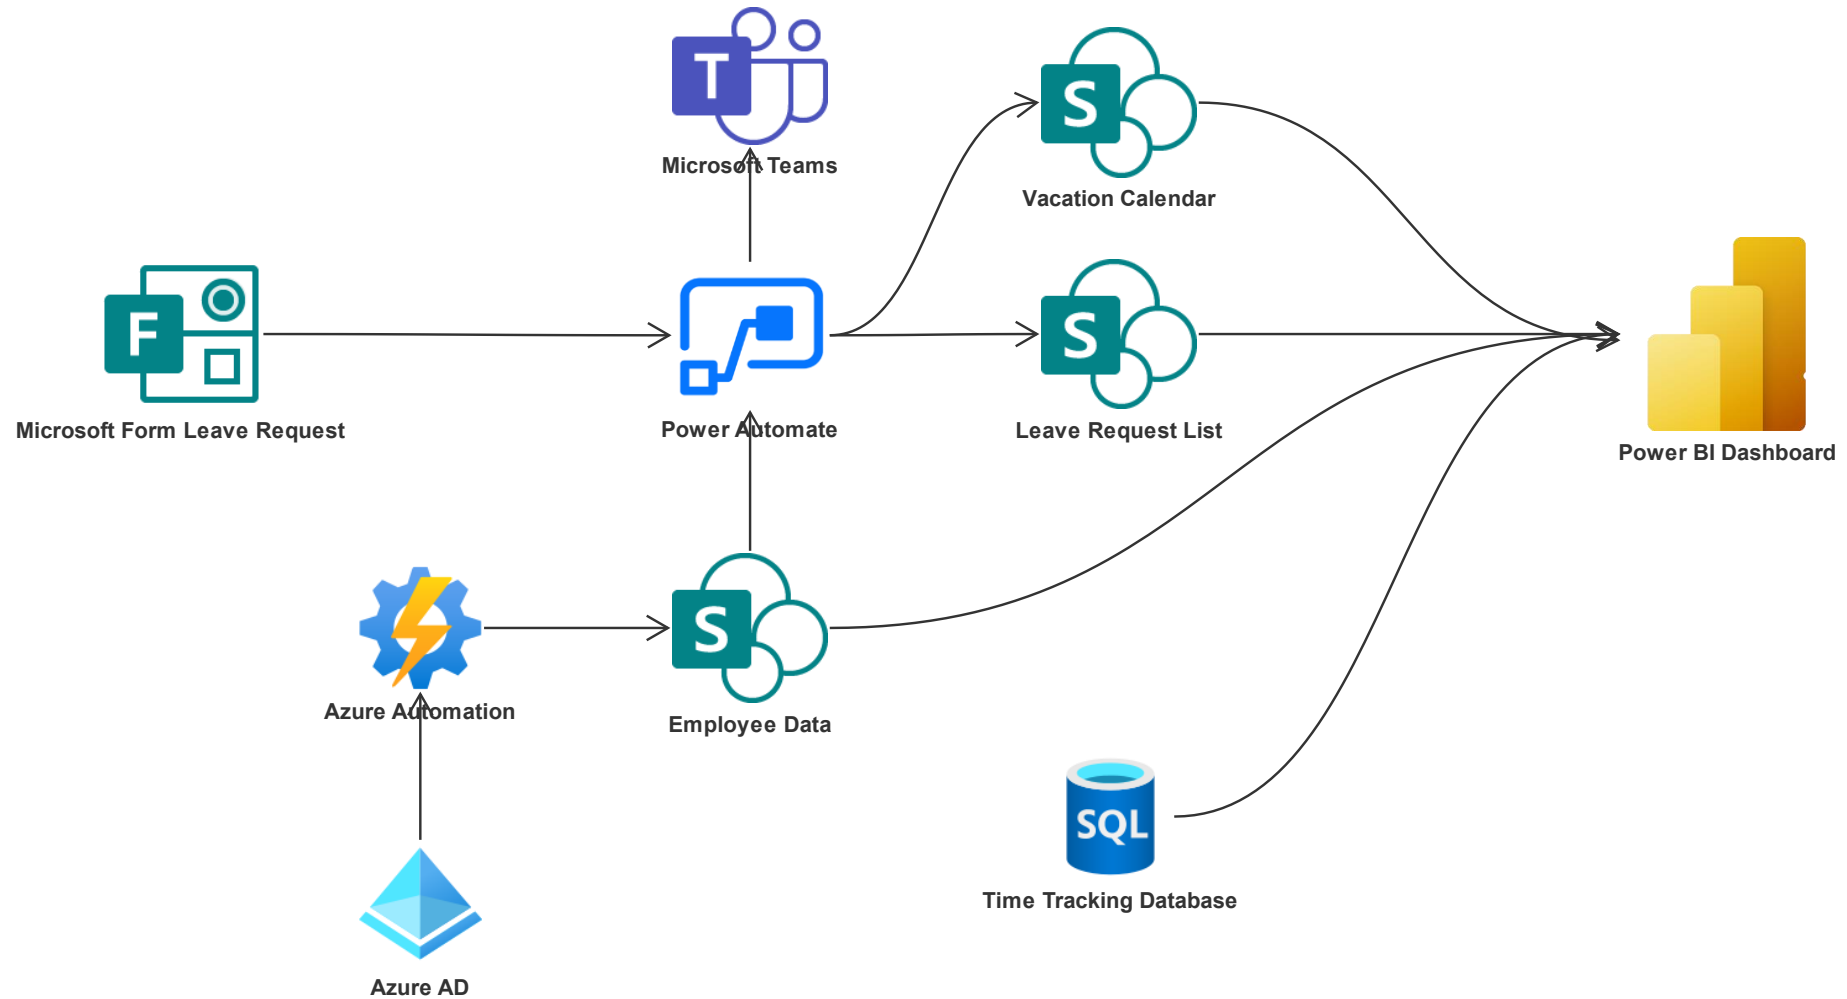 T
Microsoft Teams
S
Vacation Calendar
F
Microsoft Form Leave Request
Power Automate
S
Leave Request List
Power BI Dashboard
Azure Automation
S
Employee Data
SQL
Time Tracking Database
Azure AD